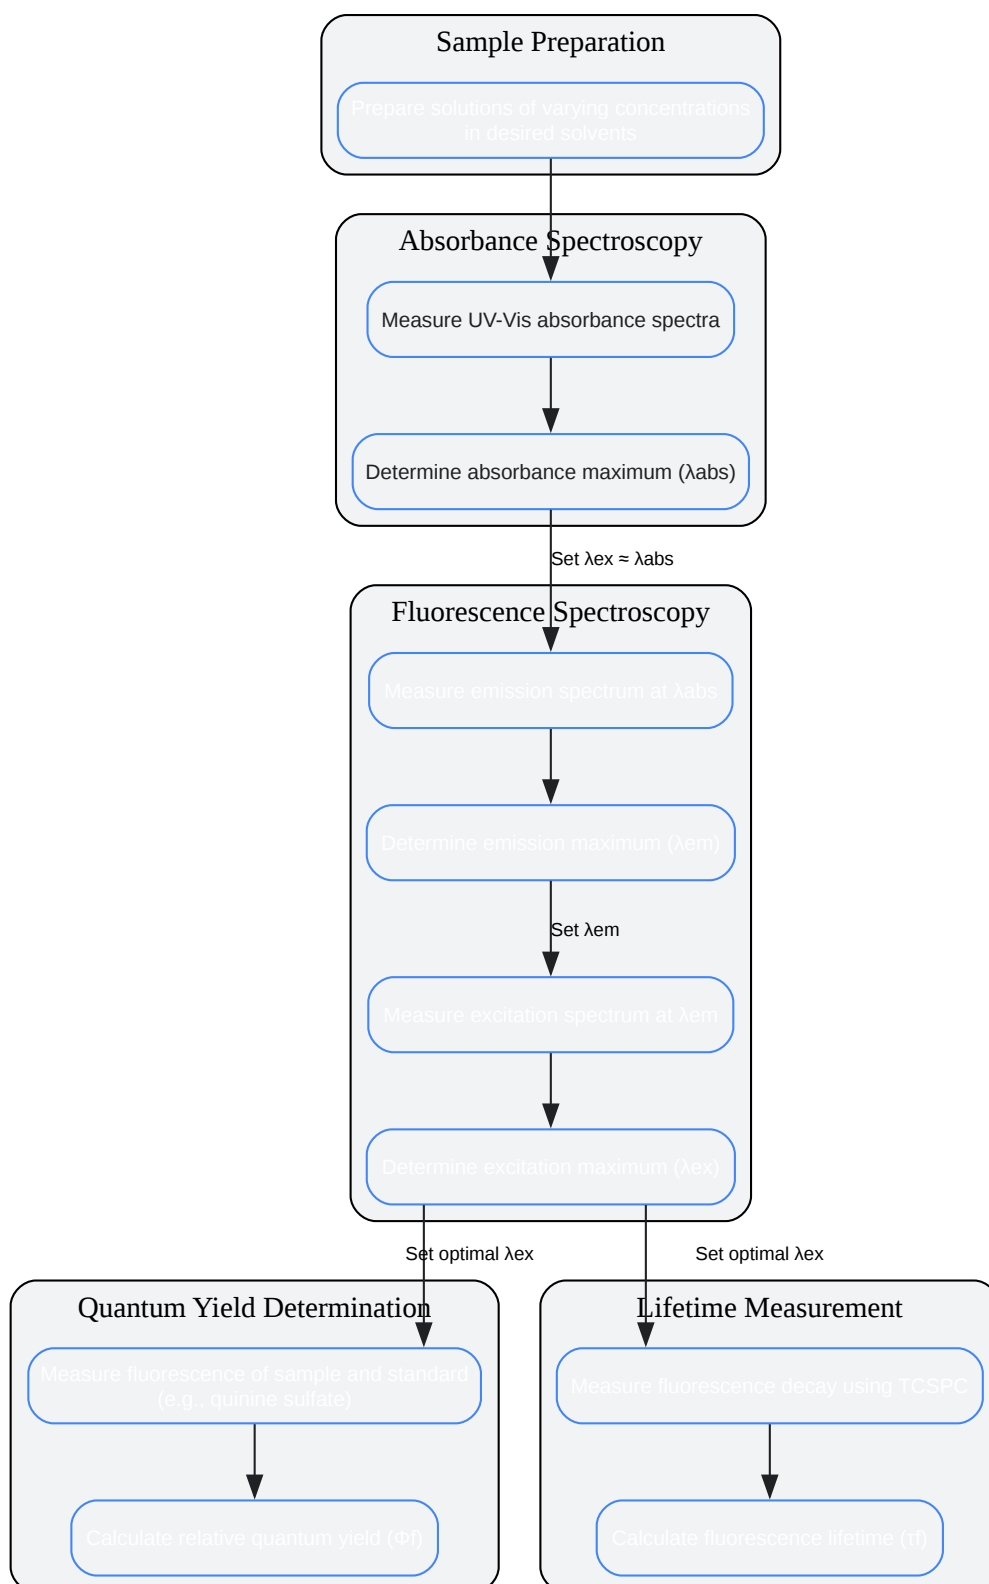 Sample Preparation
Prepare solutions of varying concentrations
in desired solvents
Absorbance Spectroscopy
Measure UV-Vis absorbance spectra
Determine absorbance maximum (λabs)
Set λex ≈ λabs
Fluorescence Spectroscopy
Measure emission spectrum at λabs
Determine emission maximum (λem)
Set λem
Measure excitation spectrum at λem
Determine excitation maximum (λex)
Set optimal λex
Set optimal λex
Quantum Yield Determination
Measure fluorescence of sample and standard
(e.g., quinine sulfate)
Calculate relative quantum yield (Φf)
Lifetime Measurement
Measure fluorescence decay using TCSPC
Calculate fluorescence lifetime (τf)